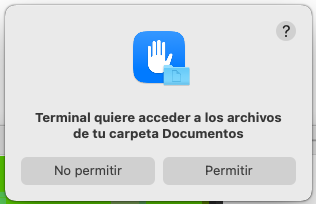 ?
Terminal quiere acceder a los archivos
de tu carpeta Documentos
No permitir
Permitir